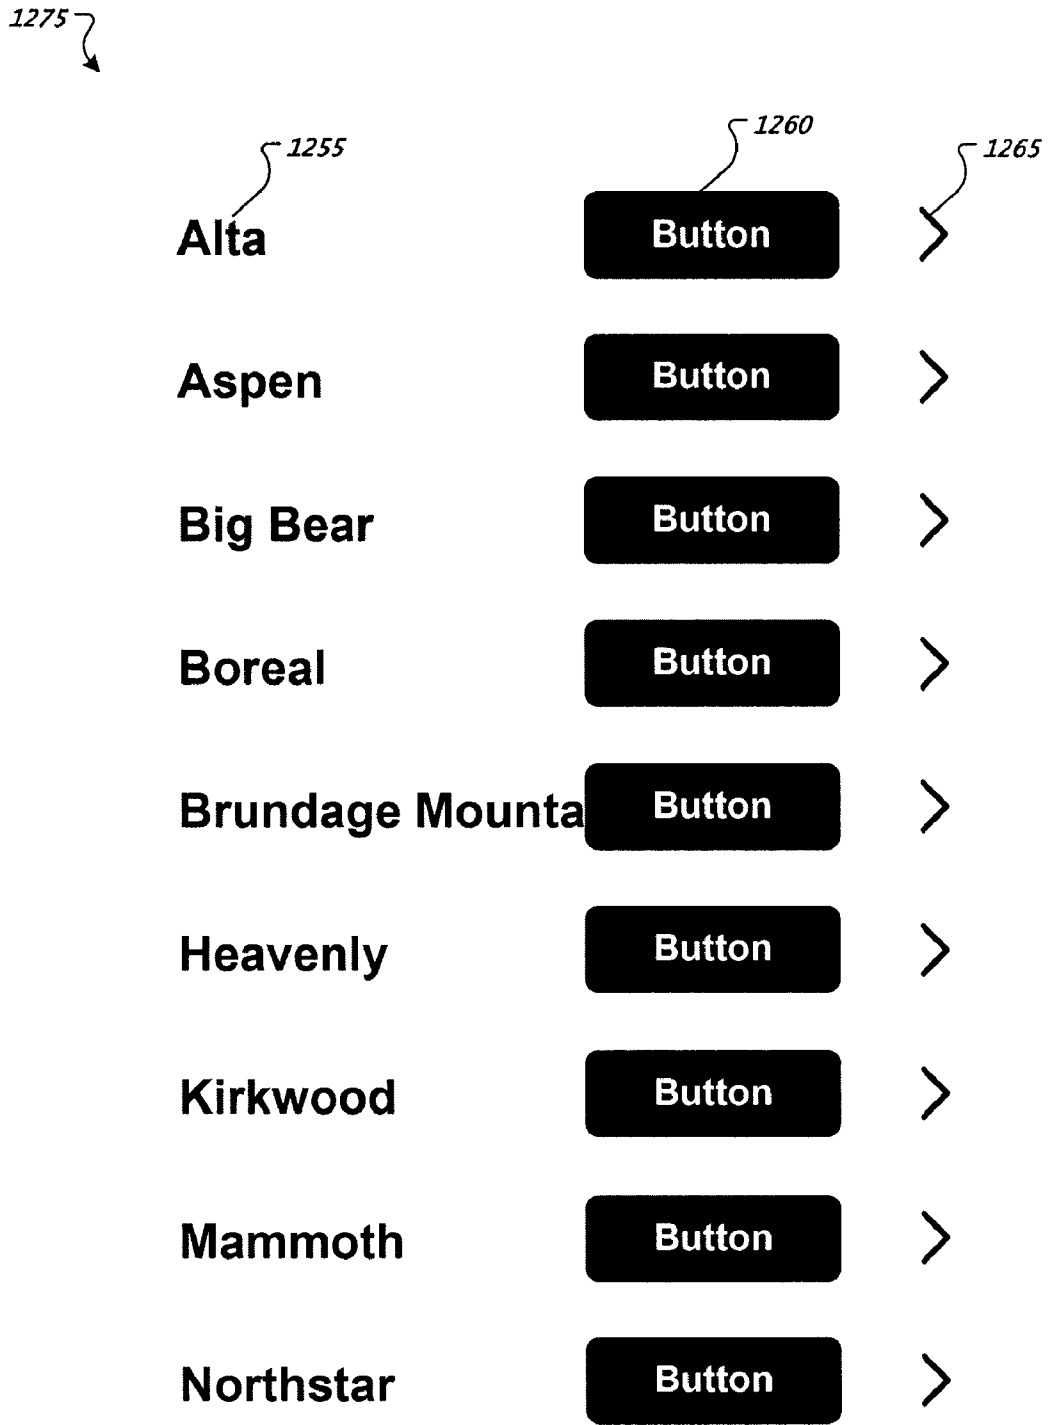 1275
1255
1260
1265
Alta Button
Aspen Button
Big Bear Button
Boreal Button
Brundage Mounta Button
Heavenly Button
Kirkwood Button
Mammoth Button
Northstar Button